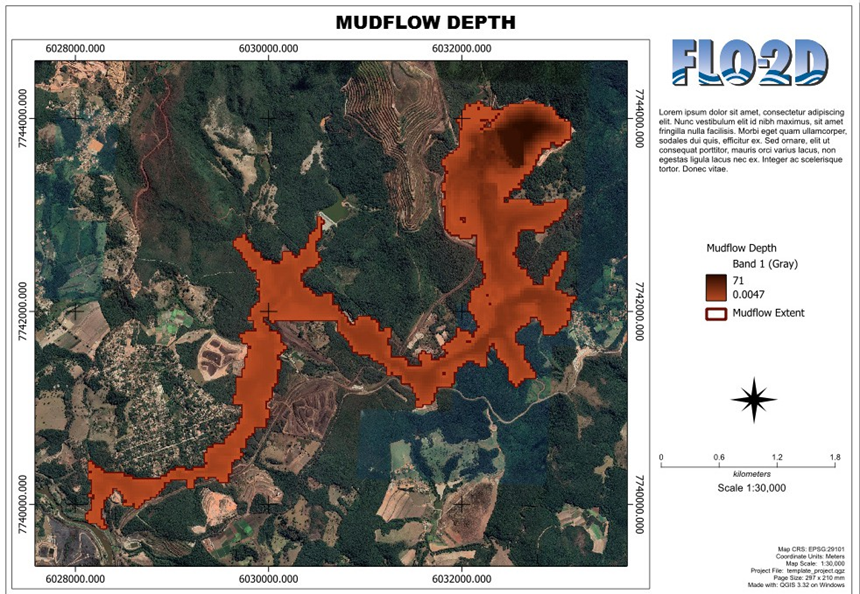 MUDFLOW DEPTH
6028000.000
6030000.000
6032000.000
7744000.000
7742000.000
7740000.000
7744000.000
7742000.000
7740000.000
6028000.000
6030000.000
6032000.000
FLO-2D
Lorem ipsum dolor sit amet, consectetur adipiscing
elit. Nunc vestibulum elit id nibh maximus, sit amet
fringilla nulla facilisis. Morbi eget quam ullamcorper,
sodales dui quis, efficitur ex. Sed ornare, elit ut
consequat porttitor, mauris orci varius lacus, non
egestas ligula lacus nec ex. Integer ac scelerisque
tortor. Donec vitae.
Mudflow Depth
Band 1 (Gray)
71
0.0047
Mudflow Extent
0 0.6 1.2 1.8
kilometers
Scale 1:30,000
Map CRS: EPSG:29101
Coordinate Units: Meters
Map Scale: 1:30,000
Project File: template_project.qgz
Page Size: 297 x 210 mm
Made with: QGIS 3.32 on Windows